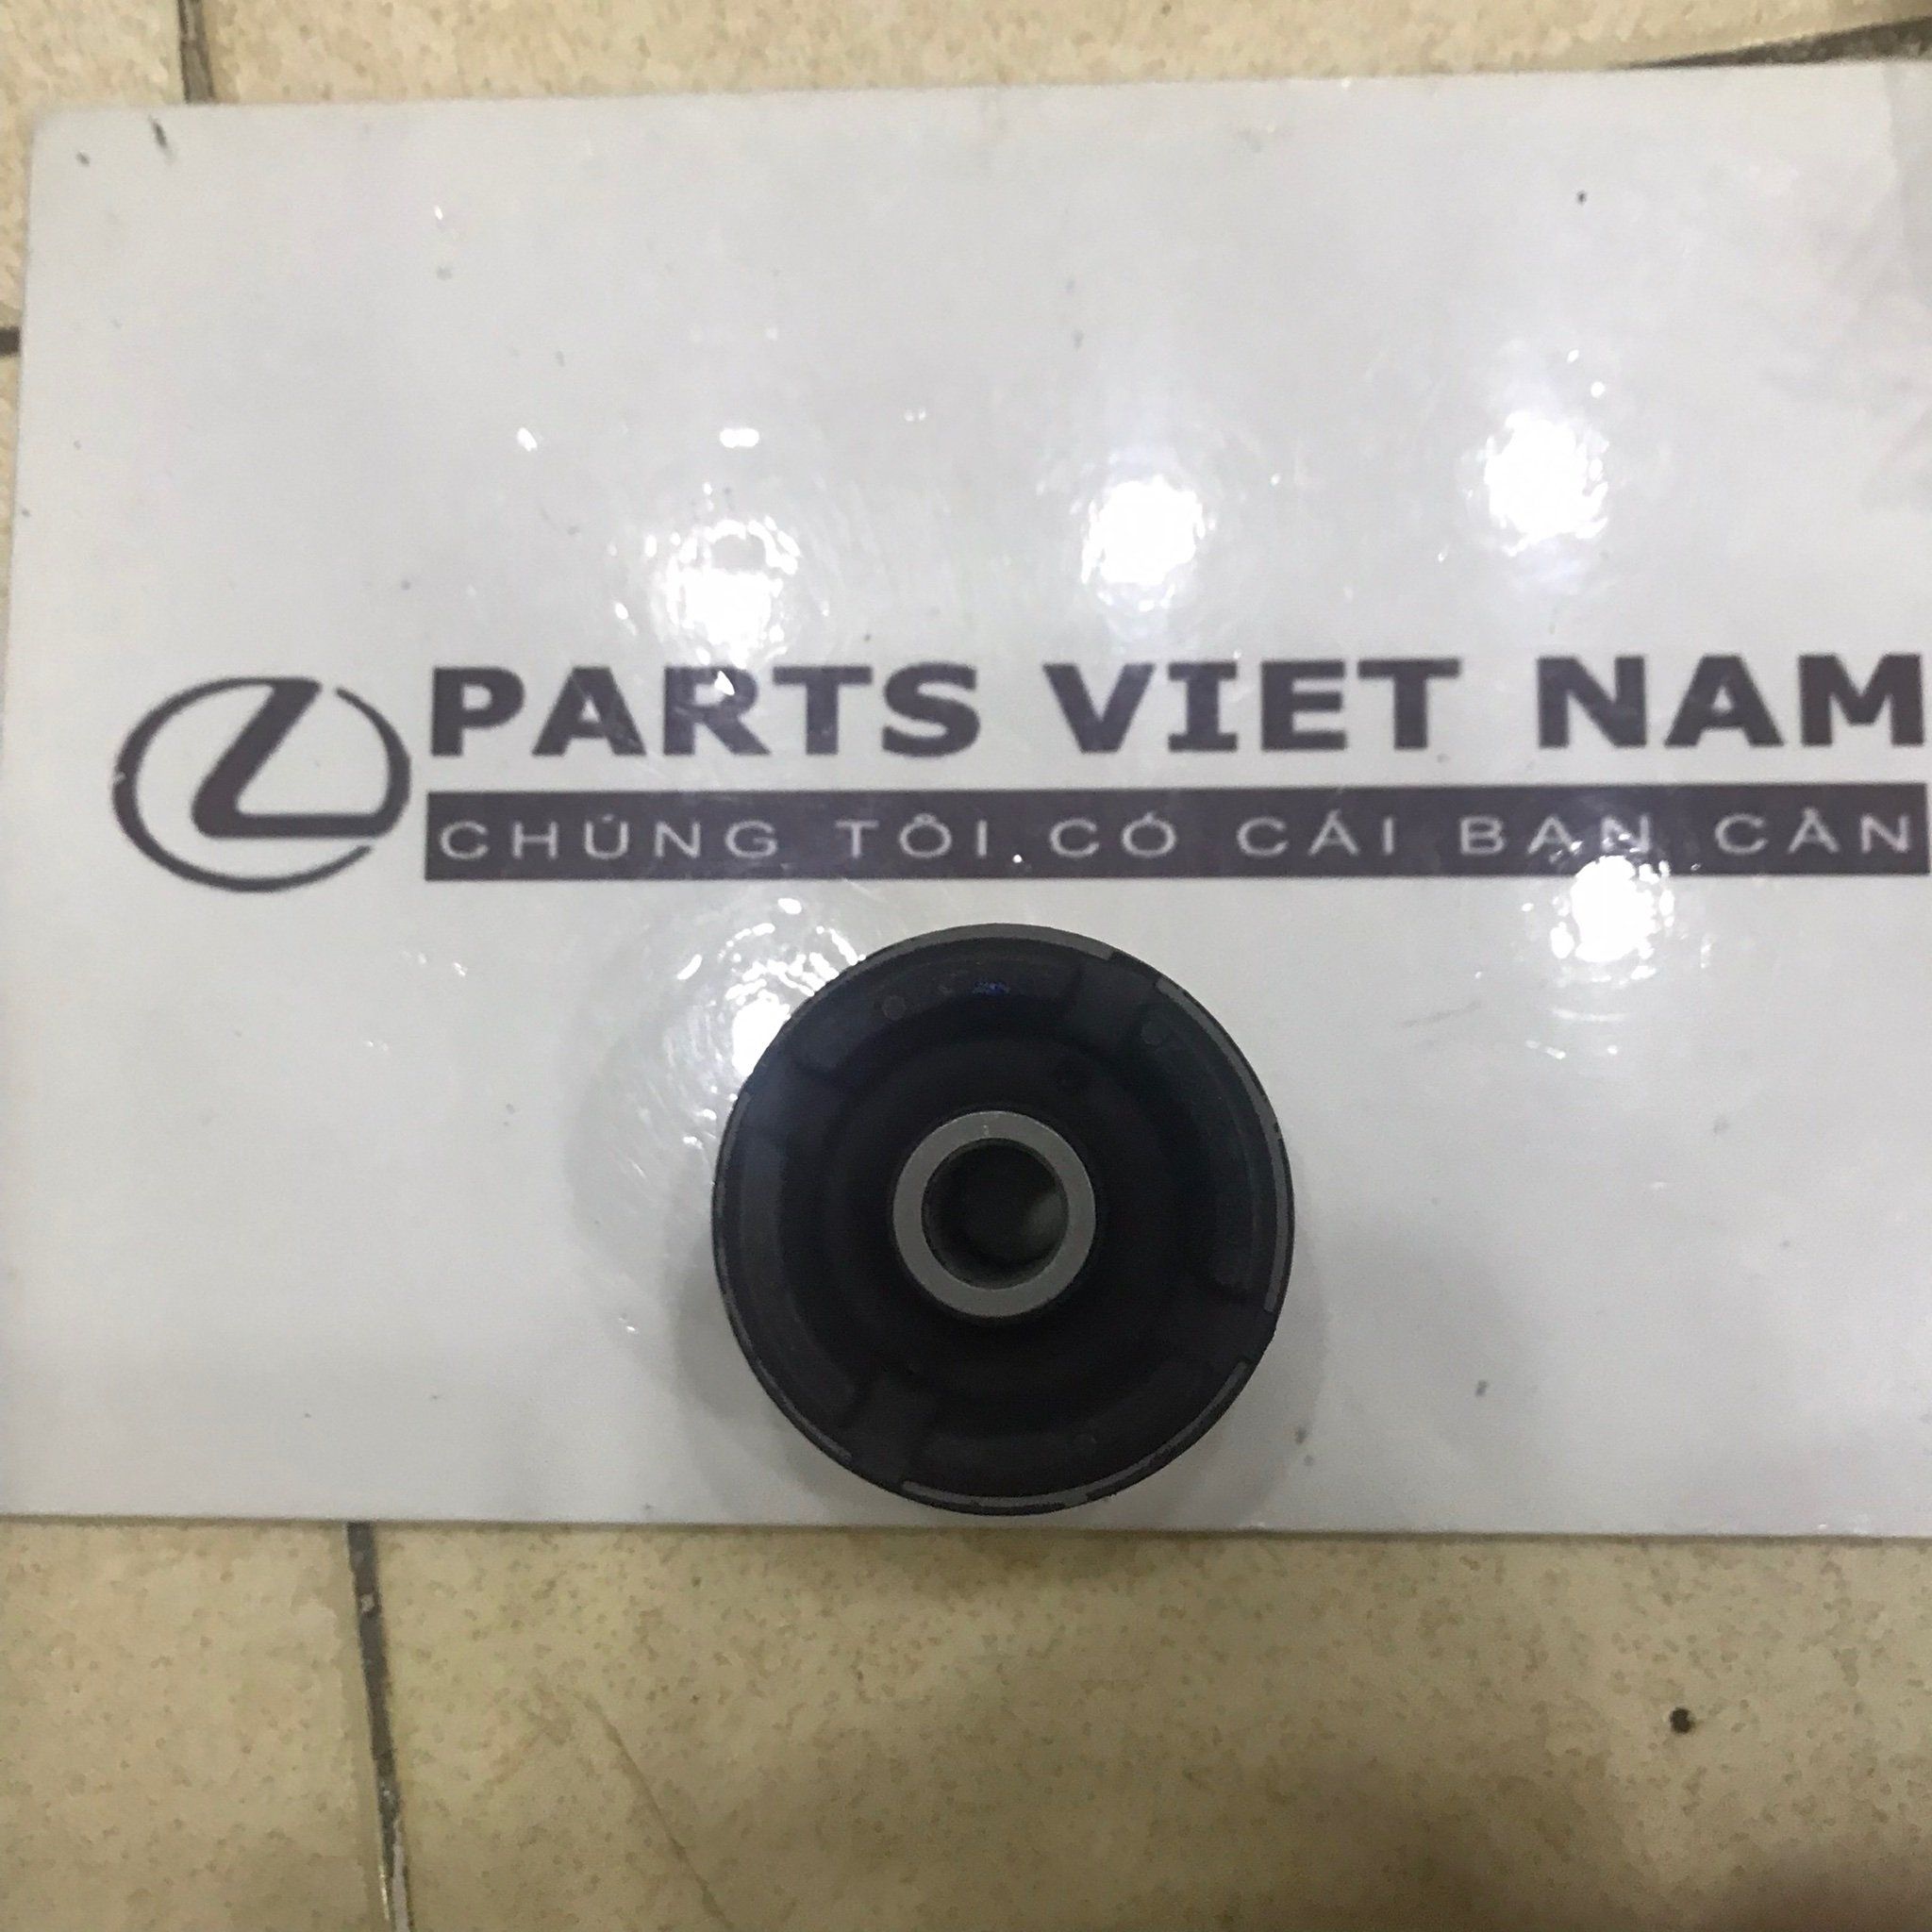 PARTS VIET NAM
CHÚNG TÔI CÓ CÁI BẠN CẦN